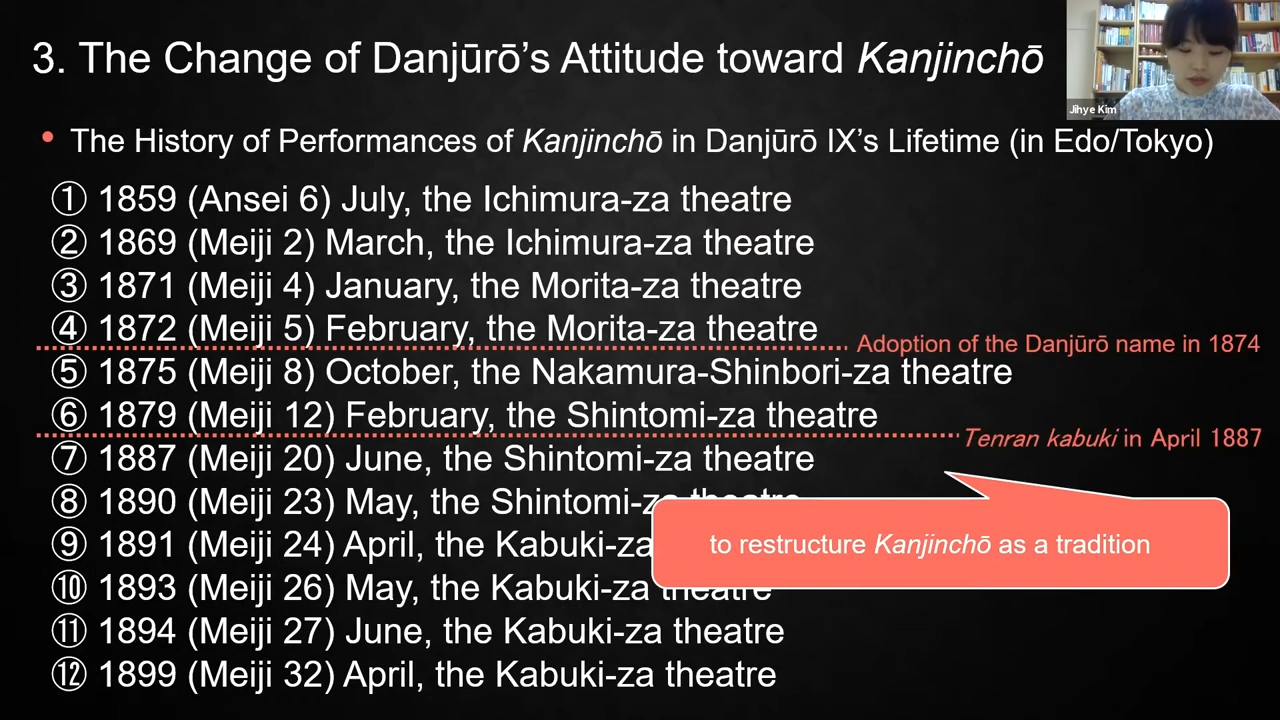 3. The Change of Danjūrō's Attitude toward Kanjinchō
Jihye Kim
• The History of Performances of Kanjinchō in Danjūrō IX's Lifetime (in Edo/Tokyo)
① 1859 (Ansei 6) July, the Ichimura-za theatre
② 1869 (Meiji 2) March, the Ichimura-za theatre
③ 1871 (Meiji 4) January, the Morita-za theatre
④ 1872 (Meiji 5) February, the Morita-za theatre
Adoption of the Danjūrō name in 1874
⑤ 1875 (Meiji 8) October, the Nakamura-Shinbori-za theatre
⑥ 1879 (Meiji 12) February, the Shintomi-za theatre
Tenran kabuki in April 1887
⑦ 1887 (Meiji 20) June, the Shintomi-za theatre
⑧ 1890 (Meiji 23) May, the Shintomi-za theatre
⑨ 1891 (Meiji 24) April, the Kabuki-za
to restructure Kanjinchō as a tradition
⑩ 1893 (Meiji 26) May, the Kabuki-za theatre
⑪ 1894 (Meiji 27) June, the Kabuki-za theatre
⑫ 1899 (Meiji 32) April, the Kabuki-za theatre